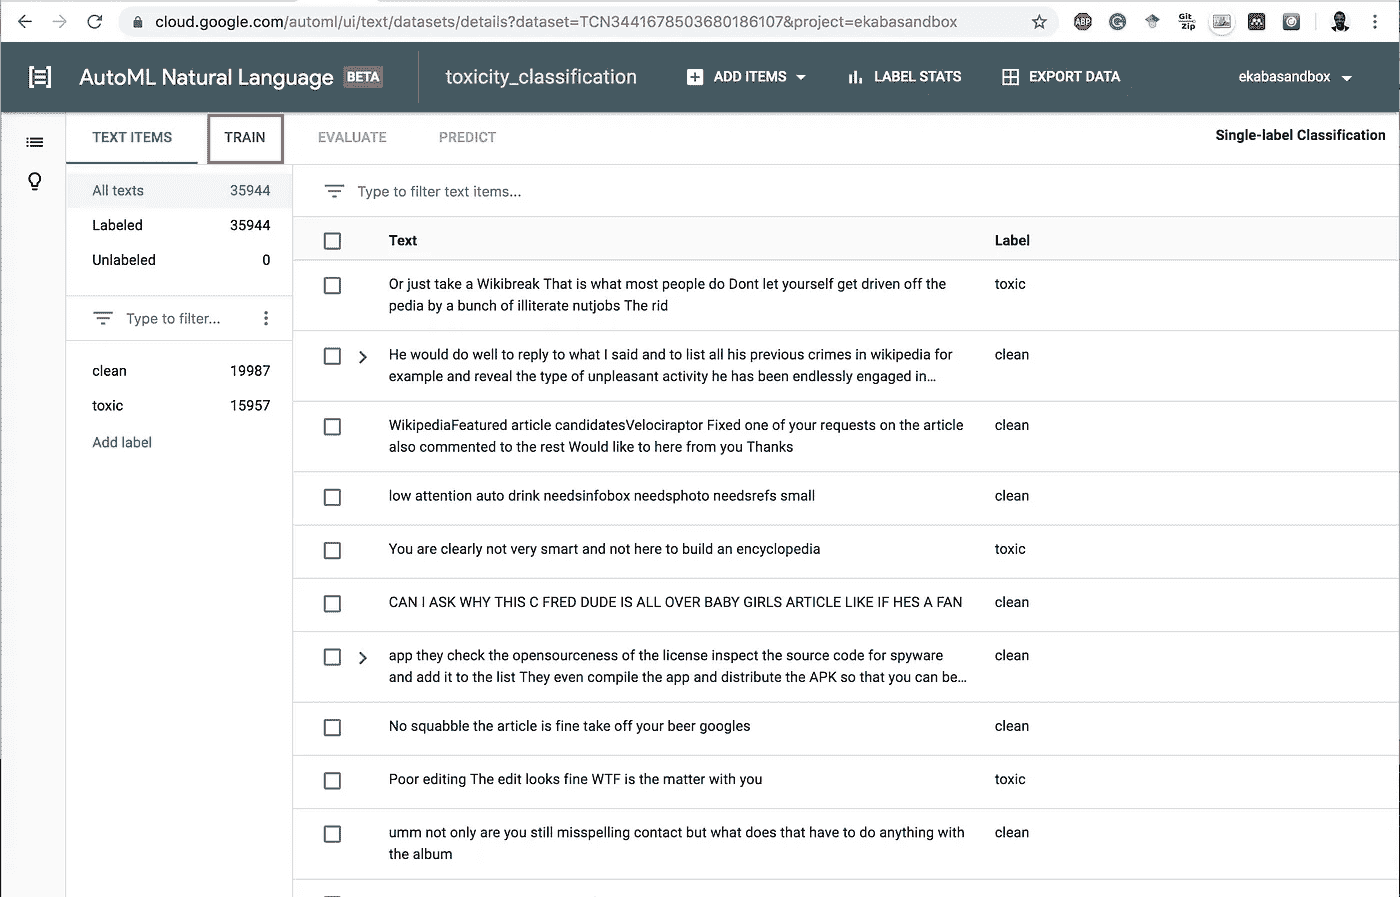 cloud.google.com/automl/ui/text/datasets/details?dataset=TCN3441678503680186107&project=ekabasandbox
ABP
Git
Zip
AutoML Natural Language BETA
toxicity_classification
ADD ITEMS
LABEL STATS
EXPORT DATA
ekabasandbox
TEXT ITEMS
TRAIN
EVALUATE
PREDICT
Single-label Classification
All texts 35944
Labeled 35944
Unlabeled 0
Type to filter...
clean 19987
toxic 15957
Add label
Type to filter text items...
Text Label
Or just take a Wikibreak That is what most people do Dont let yourself get driven off the toxic
pedia by a bunch of illiterate nutjobs The rid
He would do well to reply to what I said and to list all his previous crimes in wikipedia for clean
example and reveal the type of unpleasant activity he has been endlessly engaged in...
WikipediaFeatured article candidatesVelociraptor Fixed one of your requests on the article clean
also commented to the rest Would like to here from you Thanks
low attention auto drink needsinfobox needsphoto needsrefs small clean
You are clearly not very smart and not here to build an encyclopedia toxic
CAN I ASK WHY THIS C FRED DUDE IS ALL OVER BABY GIRLS ARTICLE LIKE IF HES A FAN clean
app they check the opensourceness of the license inspect the source code for spyware clean
and add it to the list They even compile the app and distribute the APK so that you can be...
No squabble the article is fine take off your beer googles clean
Poor editing The edit looks fine WTF is the matter with you toxic
umm not only are you still misspelling contact but what does that have to do anything with clean
the album